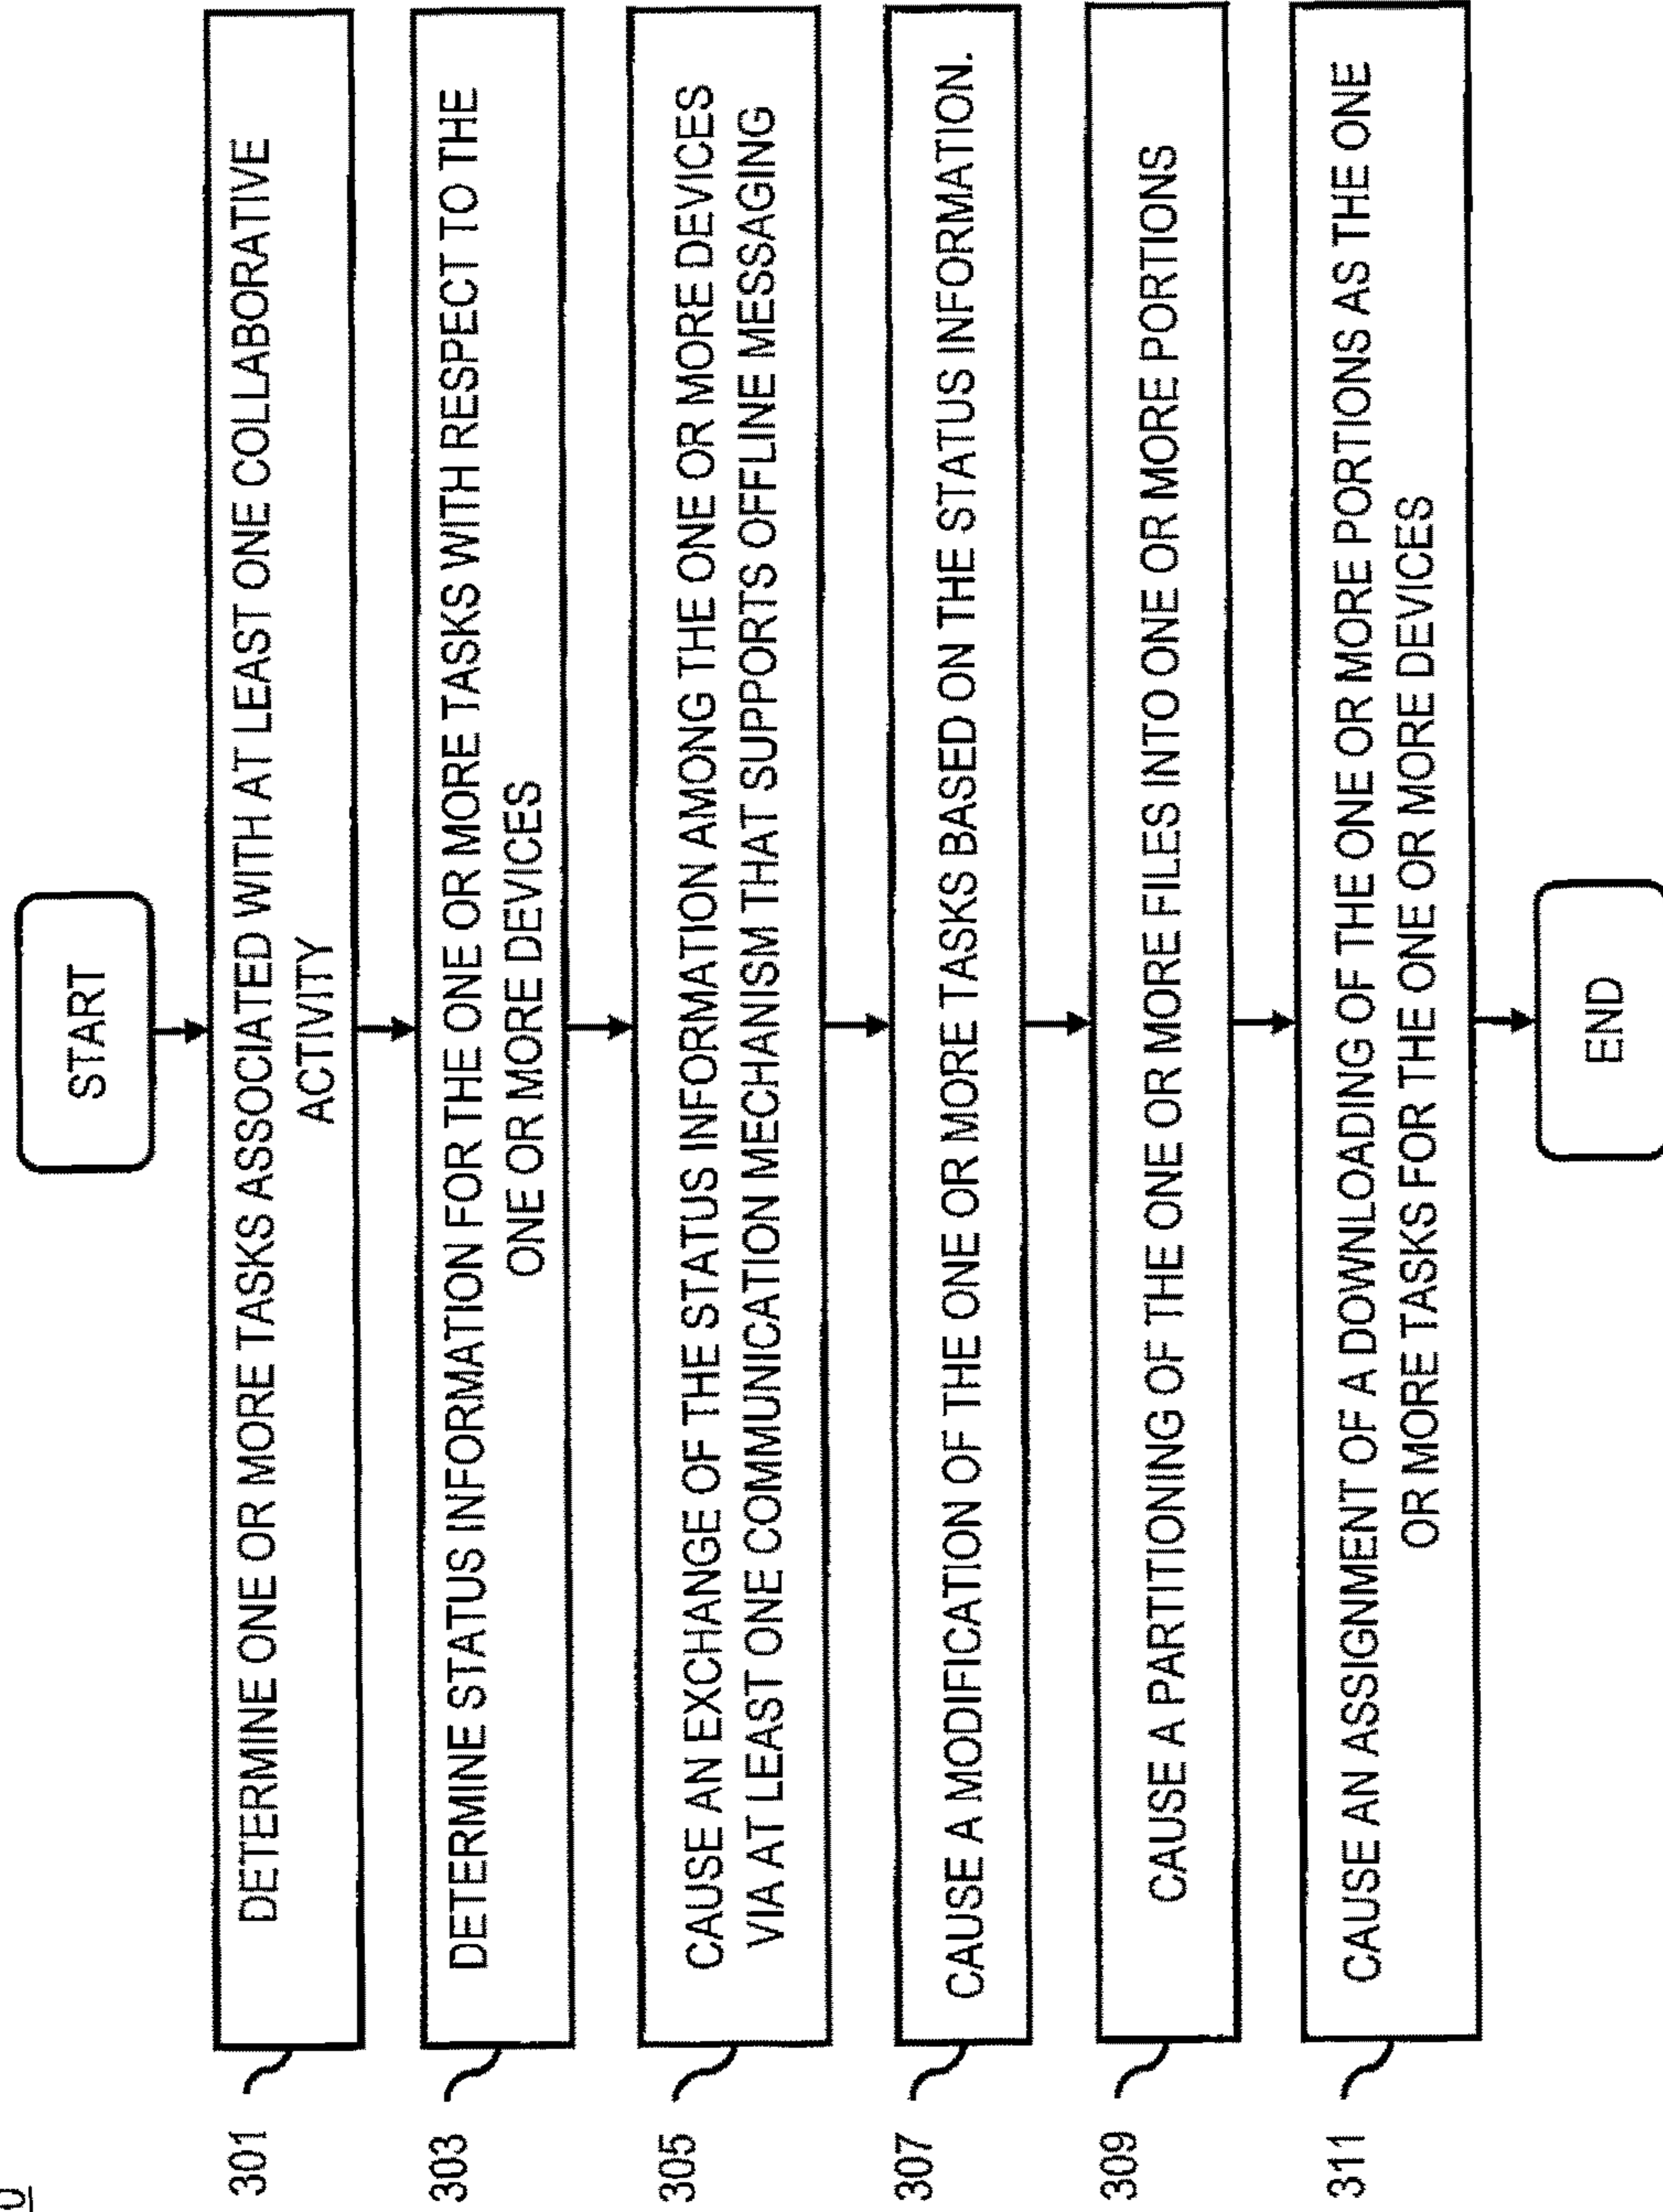 START
301
DETERMINE ONE OR MORE TASKS ASSOCIATED WITH AT LEAST ONE COLLABORATIVE
ACTIVITY
303
DETERMINE STATUS INFORMATION FOR THE ONE OR MORE TASKS WITH RESPECT TO THE
ONE OR MORE DEVICES
305
CAUSE AN EXCHANGE OF THE STATUS INFORMATION AMONG THE ONE OR MORE DEVICES
VIA AT LEAST ONE COMMUNICATION MECHANISM THAT SUPPORTS OFFLINE MESSAGING
307
CAUSE A MODIFICATION OF THE ONE OR MORE TASKS BASED ON THE STATUS INFORMATION.
309
CAUSE A PARTITIONING OF THE ONE OR MORE FILES INTO ONE OR MORE PORTIONS
311
CAUSE AN ASSIGNMENT OF A DOWNLOADING OF THE ONE OR MORE PORTIONS AS THE ONE
OR MORE TASKS FOR THE ONE OR MORE DEVICES
END